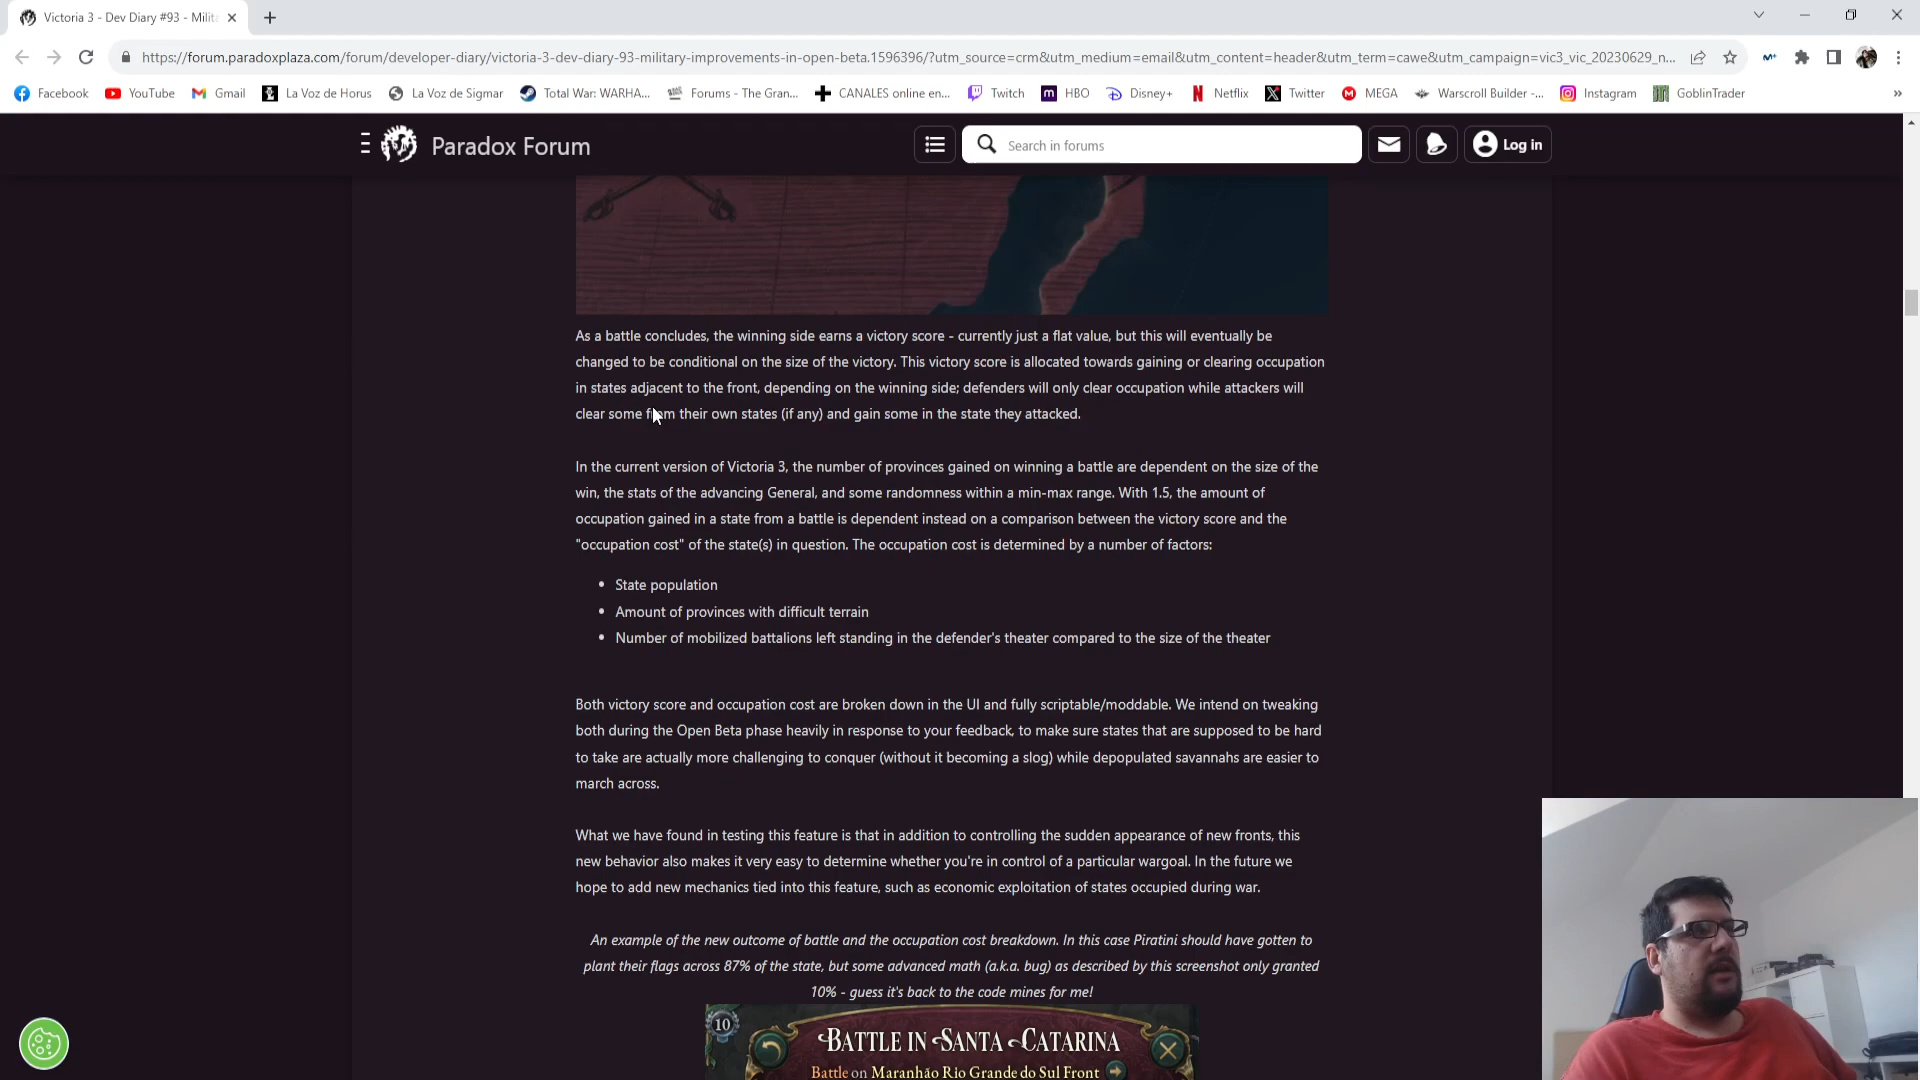 Victoria 3 - Dev Diary #93 - Milit
https://forum.paradoxplaza.com/forum/developer-diary/victoria-3-dev-diary-93-military-improvements-in-open-beta.1596396/?utm_source=crm&utm_medium=email&utm_content=header&utm_term=cawe&utm_campaign=vic3_vic_20230629_n...
Facebook YouTube Gmail La Voz de Horus La Voz de Sigmar Total War: WARHA... Forums - The Gran... CANALES online en... Twitch HBO Disney+ Netflix Twitter MEGA Warscroll Builder -... Instagram GoblinTrader »
Paradox Forum Search in forums Log in
As a battle concludes, the winning side earns a victory score - currently just a flat value, but this will eventually be
changed to be conditional on the size of the victory. This victory score is allocated towards gaining or clearing occupation
in states adjacent to the front, depending on the winning side; defenders will only clear occupation while attackers will
clear some from their own states (if any) and gain some in the state they attacked.
In the current version of Victoria 3, the number of provinces gained on winning a battle are dependent on the size of the
win, the stats of the advancing General, and some randomness within a min-max range. With 1.5, the amount of
occupation gained in a state from a battle is dependent instead on a comparison between the victory score and the
"occupation cost" of the state(s) in question. The occupation cost is determined by a number of factors:
• State population
• Amount of provinces with difficult terrain
• Number of mobilized battalions left standing in the defender's theater compared to the size of the theater
Both victory score and occupation cost are broken down in the UI and fully scriptable/moddable. We intend on tweaking
both during the Open Beta phase heavily in response to your feedback, to make sure states that are supposed to be hard
to take are actually more challenging to conquer (without it becoming a slog) while depopulated savannahs are easier to
march across.
What we have found in testing this feature is that in addition to controlling the sudden appearance of new fronts, this
new behavior also makes it very easy to determine whether you're in control of a particular wargoal. In the future we
hope to add new mechanics tied into this feature, such as economic exploitation of states occupied during war.
An example of the new outcome of battle and the occupation cost breakdown. In this case Piratini should have gotten to
plant their flags across 87% of the state, but some advanced math (a.k.a. bug) as described by this screenshot only granted
10% - guess it's back to the code mines for me!
10 BATTLE IN SANTA CATARINA
Battle on Maranhão Rio Grande do Sul Front